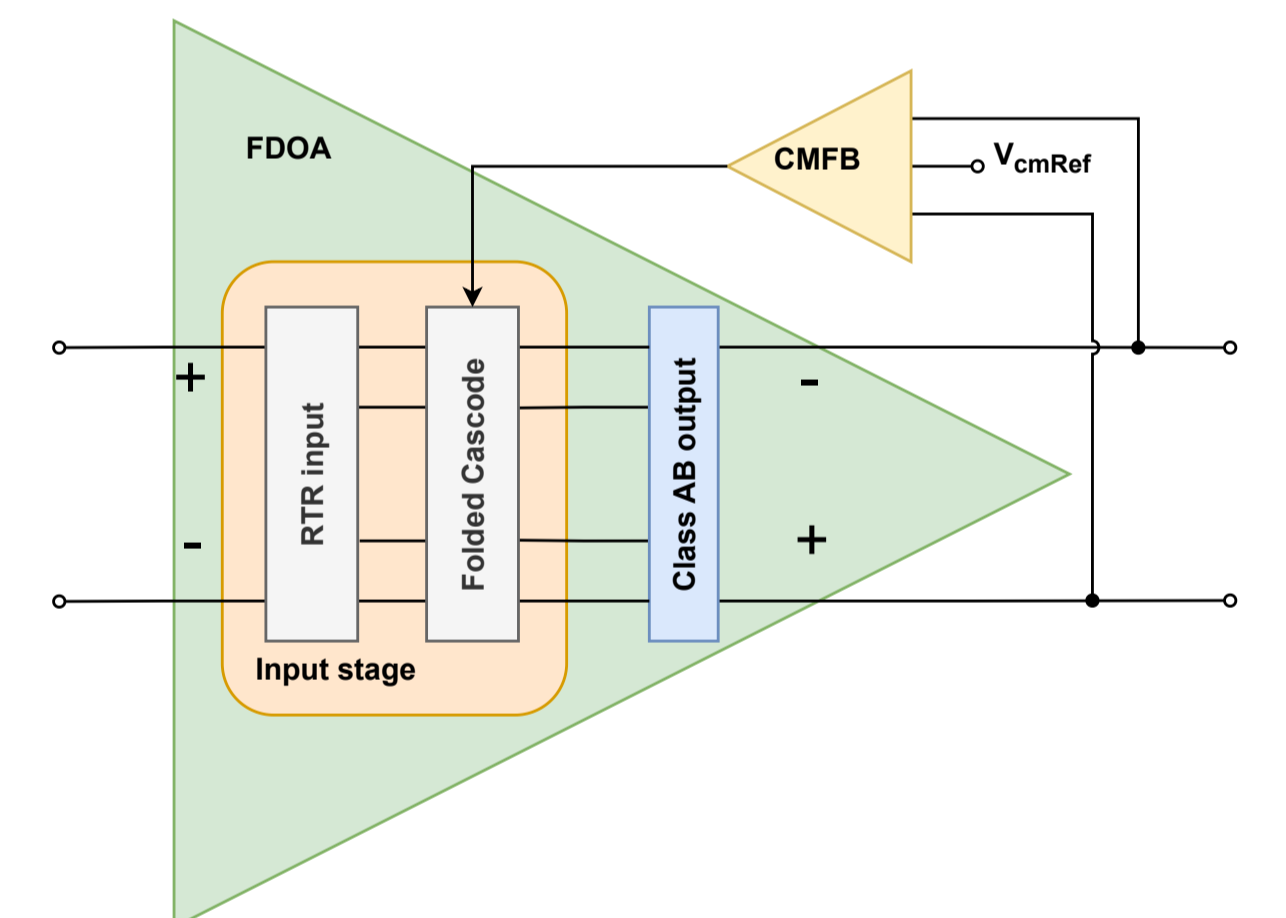 FDOA
CMFB
VcmRef
+
-
-
+
RTR input
Folded Cascode
Class AB output
Input stage